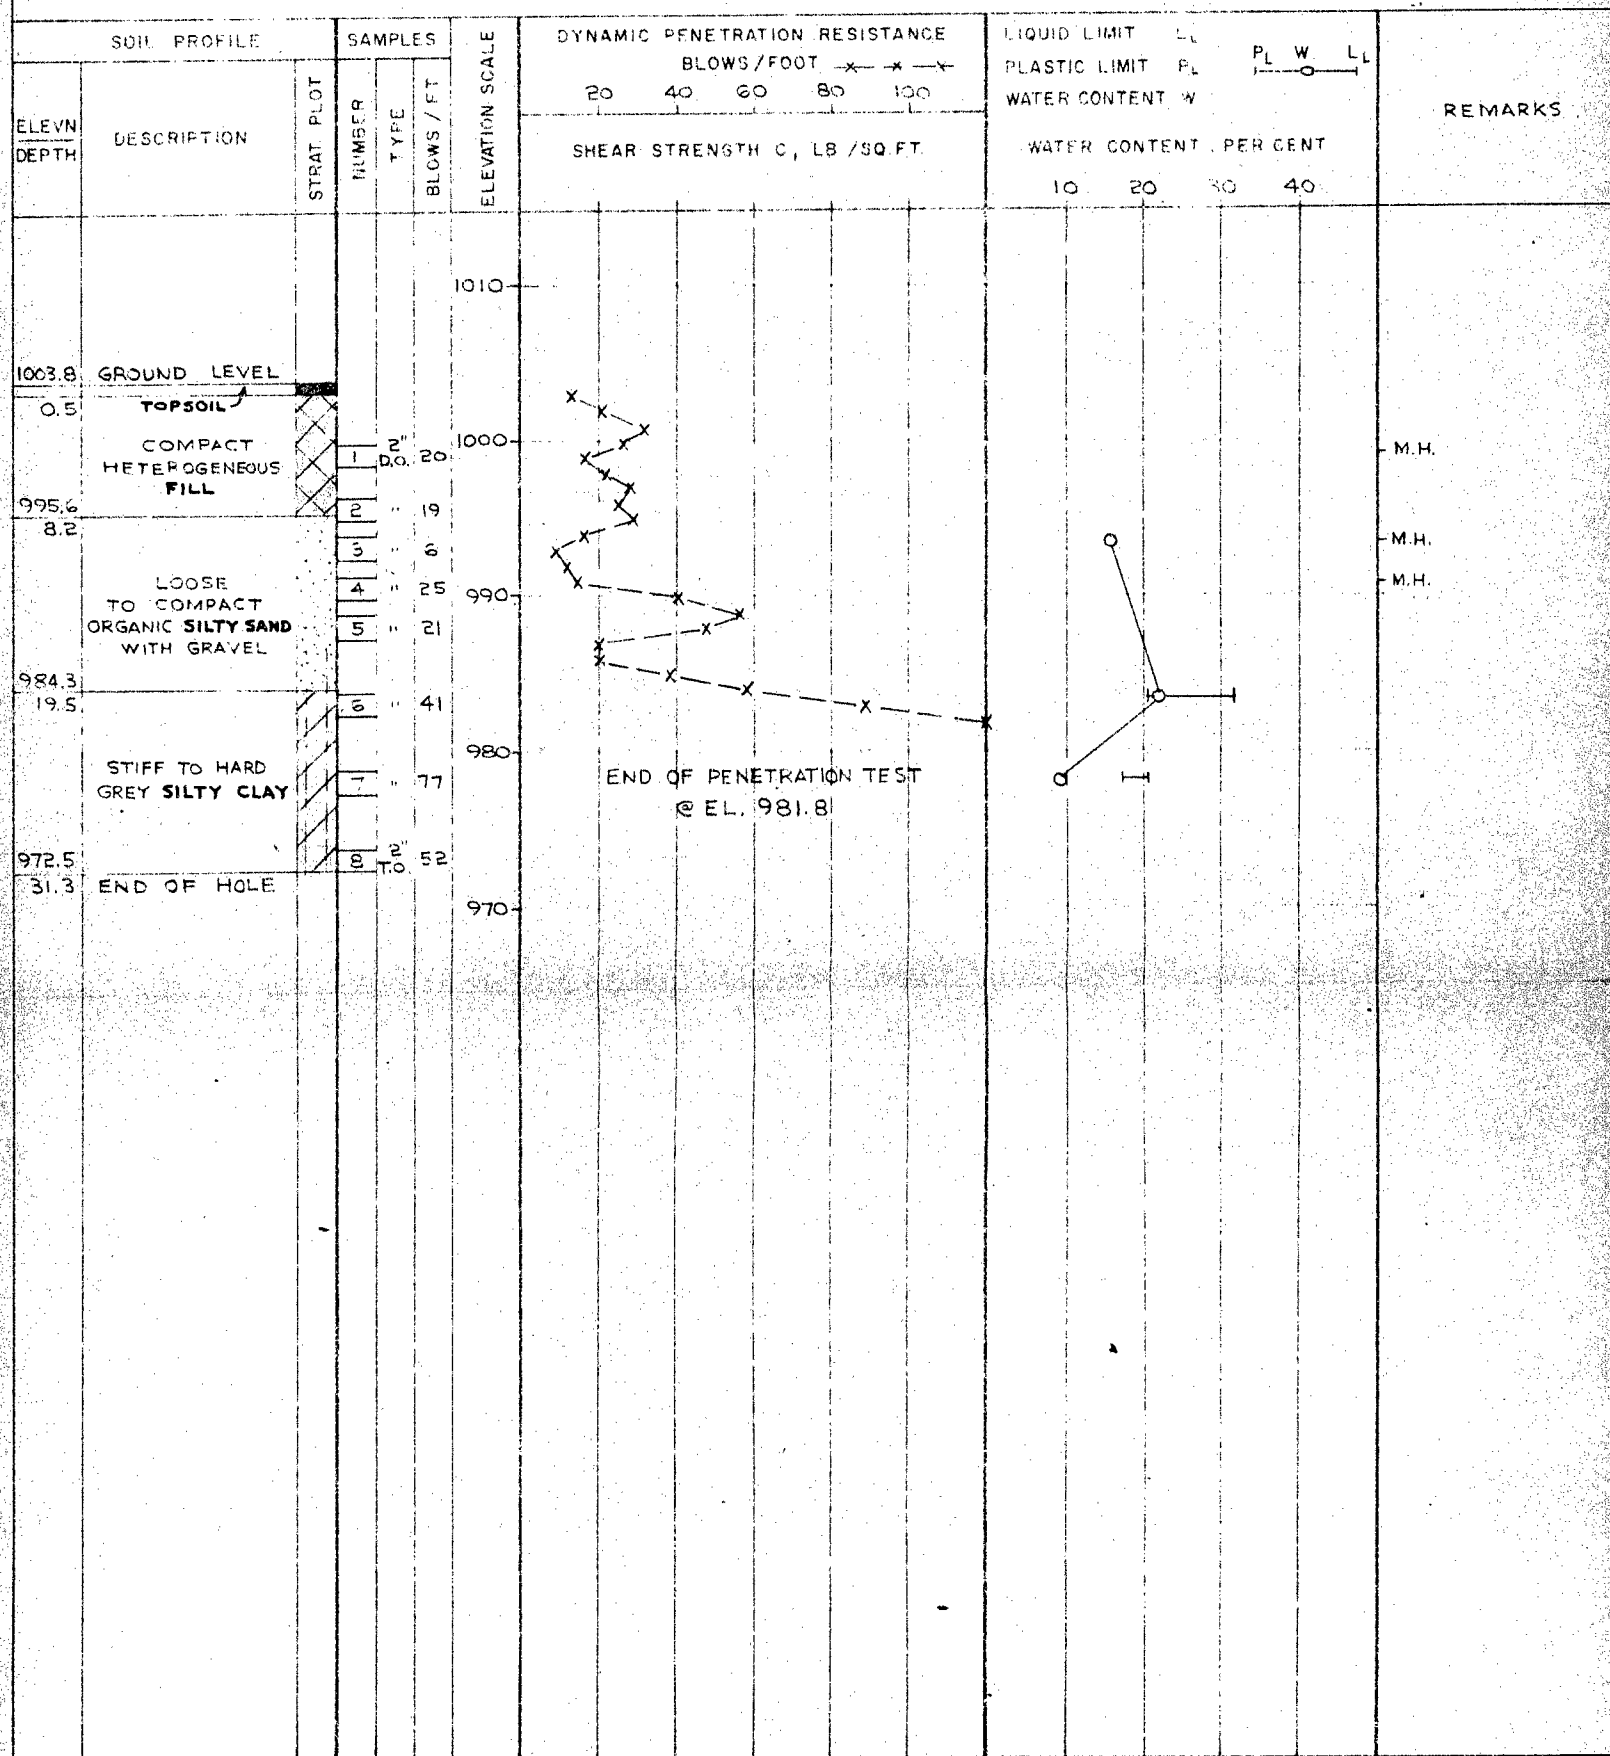 SOIL PROFILE
SAMPLES
ELEVATION SCALE
DYNAMIC PENETRATION RESISTANCE
BLOWS/FOOT
20 40 60 80 100
SHEAR STRENGTH C, LB/SQ.FT.
LIQUID LIMIT LL
PLASTIC LIMIT PL
WATER CONTENT W
PL W LL
WATER CONTENT, PER CENT
10 20 30 40
REMARKS
ELEVN
DEPTH
DESCRIPTION
STRAT. PLOT
NUMBER
TYPE
BLOWS / FT
1010
1003.8 GROUND LEVEL
0.5 TOPSOIL
COMPACT
HETEROGENEOUS
FILL
1 2" D.O. 20
1000
M.H.
995.6
8.2
2 " 19
3 " 6
M.H.
LOOSE
TO COMPACT
ORGANIC SILTY SAND
WITH GRAVEL
4 " 25
990
M.H.
5 " 21
984.3
19.5
6 " 41
980
STIFF TO HARD
GREY SILTY CLAY
7 " 77
END OF PENETRATION TEST
@ EL. 981.8
972.5
8 2" T.O. 52
31.3 END OF HOLE
970